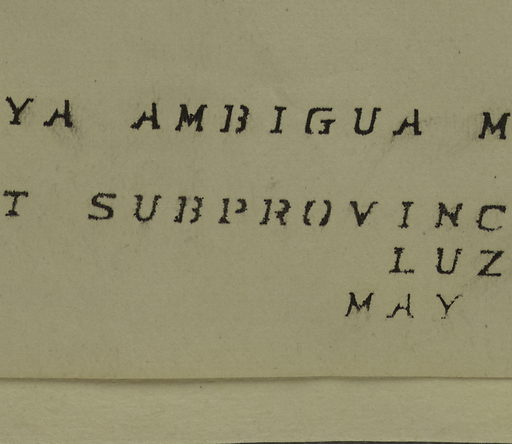 YA AMBIGUA M
T SUBPROVINC
LUZ
MAY